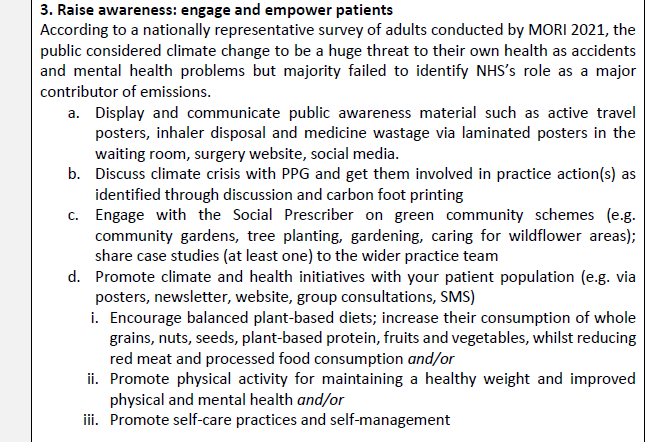 3. Raise awareness: engage and empower patients
According to a nationally representative survey of adults conducted by MORI 2021, the
public considered climate change to be a huge threat to their own health as accidents
and mental health problems but majority failed to identify NHS's role as a major
contributor of emissions.
a. Display and communicate public awareness material such as active travel
posters, inhaler disposal and medicine wastage via laminated posters in the
waiting room, surgery website, social media.
b. Discuss climate crisis with PPG and get them involved in practice action(s) as
identified through discussion and carbon foot printing
c. Engage with the Social Prescriber on green community schemes (e.g.
community gardens, tree planting, gardening, caring for wildflower areas);
share case studies (at least one) to the wider practice team
d. Promote climate and health initiatives with your patient population (e.g. via
posters, newsletter, website, group consultations, SMS)
i. Encourage balanced plant-based diets; increase their consumption of whole
grains, nuts, seeds, plant-based protein, fruits and vegetables, whilst reducing
red meat and processed food consumption and/or
ii. Promote physical activity for maintaining a healthy weight and improved
physical and mental health and/or
iii. Promote self-care practices and self-management